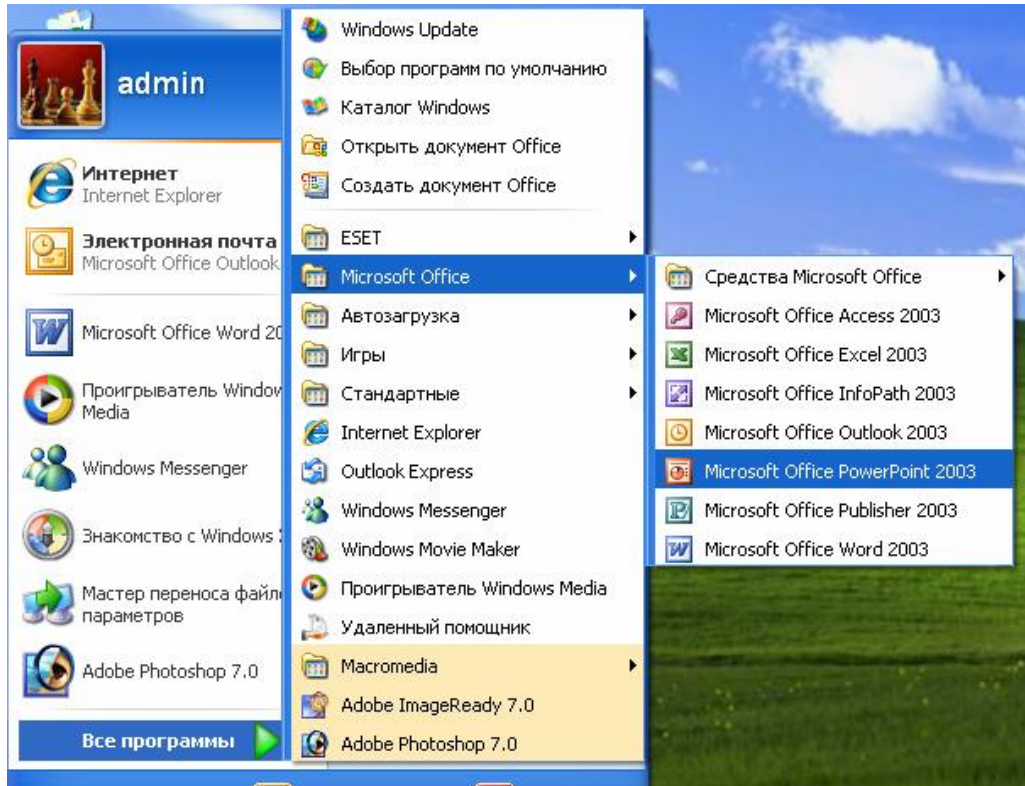 admin
Интернет
Internet Explorer
Электронная почта
Microsoft Office Outlook
Microsoft Office Word 20
Проигрыватель Window
Media
Windows Messenger
Знакомство с Windows
Мастер переноса файло
параметров
Adobe Photoshop 7.0
Все программы
Windows Update
Выбор программ по умолчанию
Каталог Windows
Открыть документ Office
Создать документ Office
ESET
Microsoft Office
Автозагрузка
Игры
Стандартные
Internet Explorer
Outlook Express
Windows Messenger
Windows Movie Maker
Проигрыватель Windows Media
Удаленный помощник
Macromedia
Adobe ImageReady 7.0
Adobe Photoshop 7.0
Средства Microsoft Office
Microsoft Office Access 2003
Microsoft Office Excel 2003
Microsoft Office InfoPath 2003
Microsoft Office Outlook 2003
Microsoft Office PowerPoint 2003
Microsoft Office Publisher 2003
Microsoft Office Word 2003